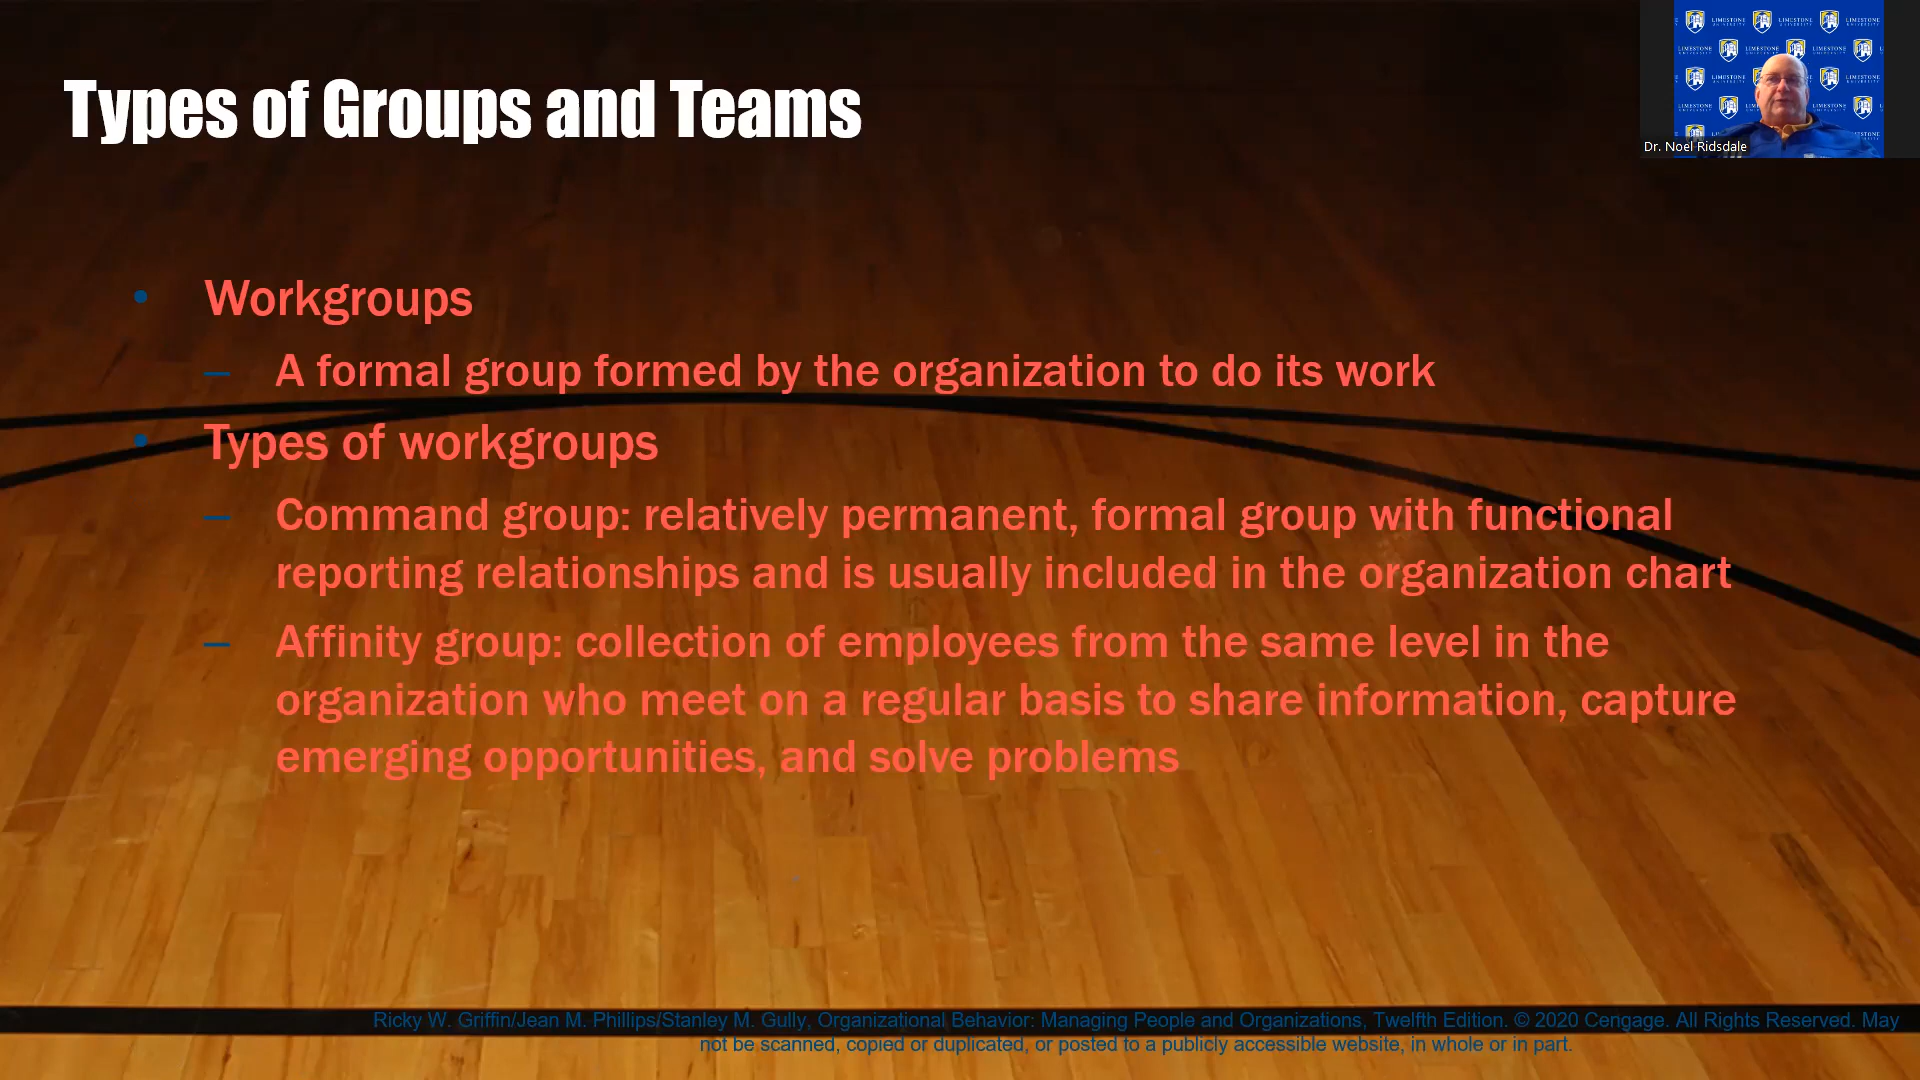 Types of Groups and Teams
LIMESTONE
UNIVERSITY
Dr. Noel Ridsdale
• Workgroups
– A formal group formed by the organization to do its work
• Types of workgroups
– Command group: relatively permanent, formal group with functional
reporting relationships and is usually included in the organization chart
– Affinity group: collection of employees from the same level in the
organization who meet on a regular basis to share information, capture
emerging opportunities, and solve problems
Ricky W. Griffin/Jean M. Phillips/Stanley M. Gully, Organizational Behavior: Managing People and Organizations, Twelfth Edition. © 2020 Cengage. All Rights Reserved. May
not be scanned, copied or duplicated, or posted to a publicly accessible website, in whole or in part.